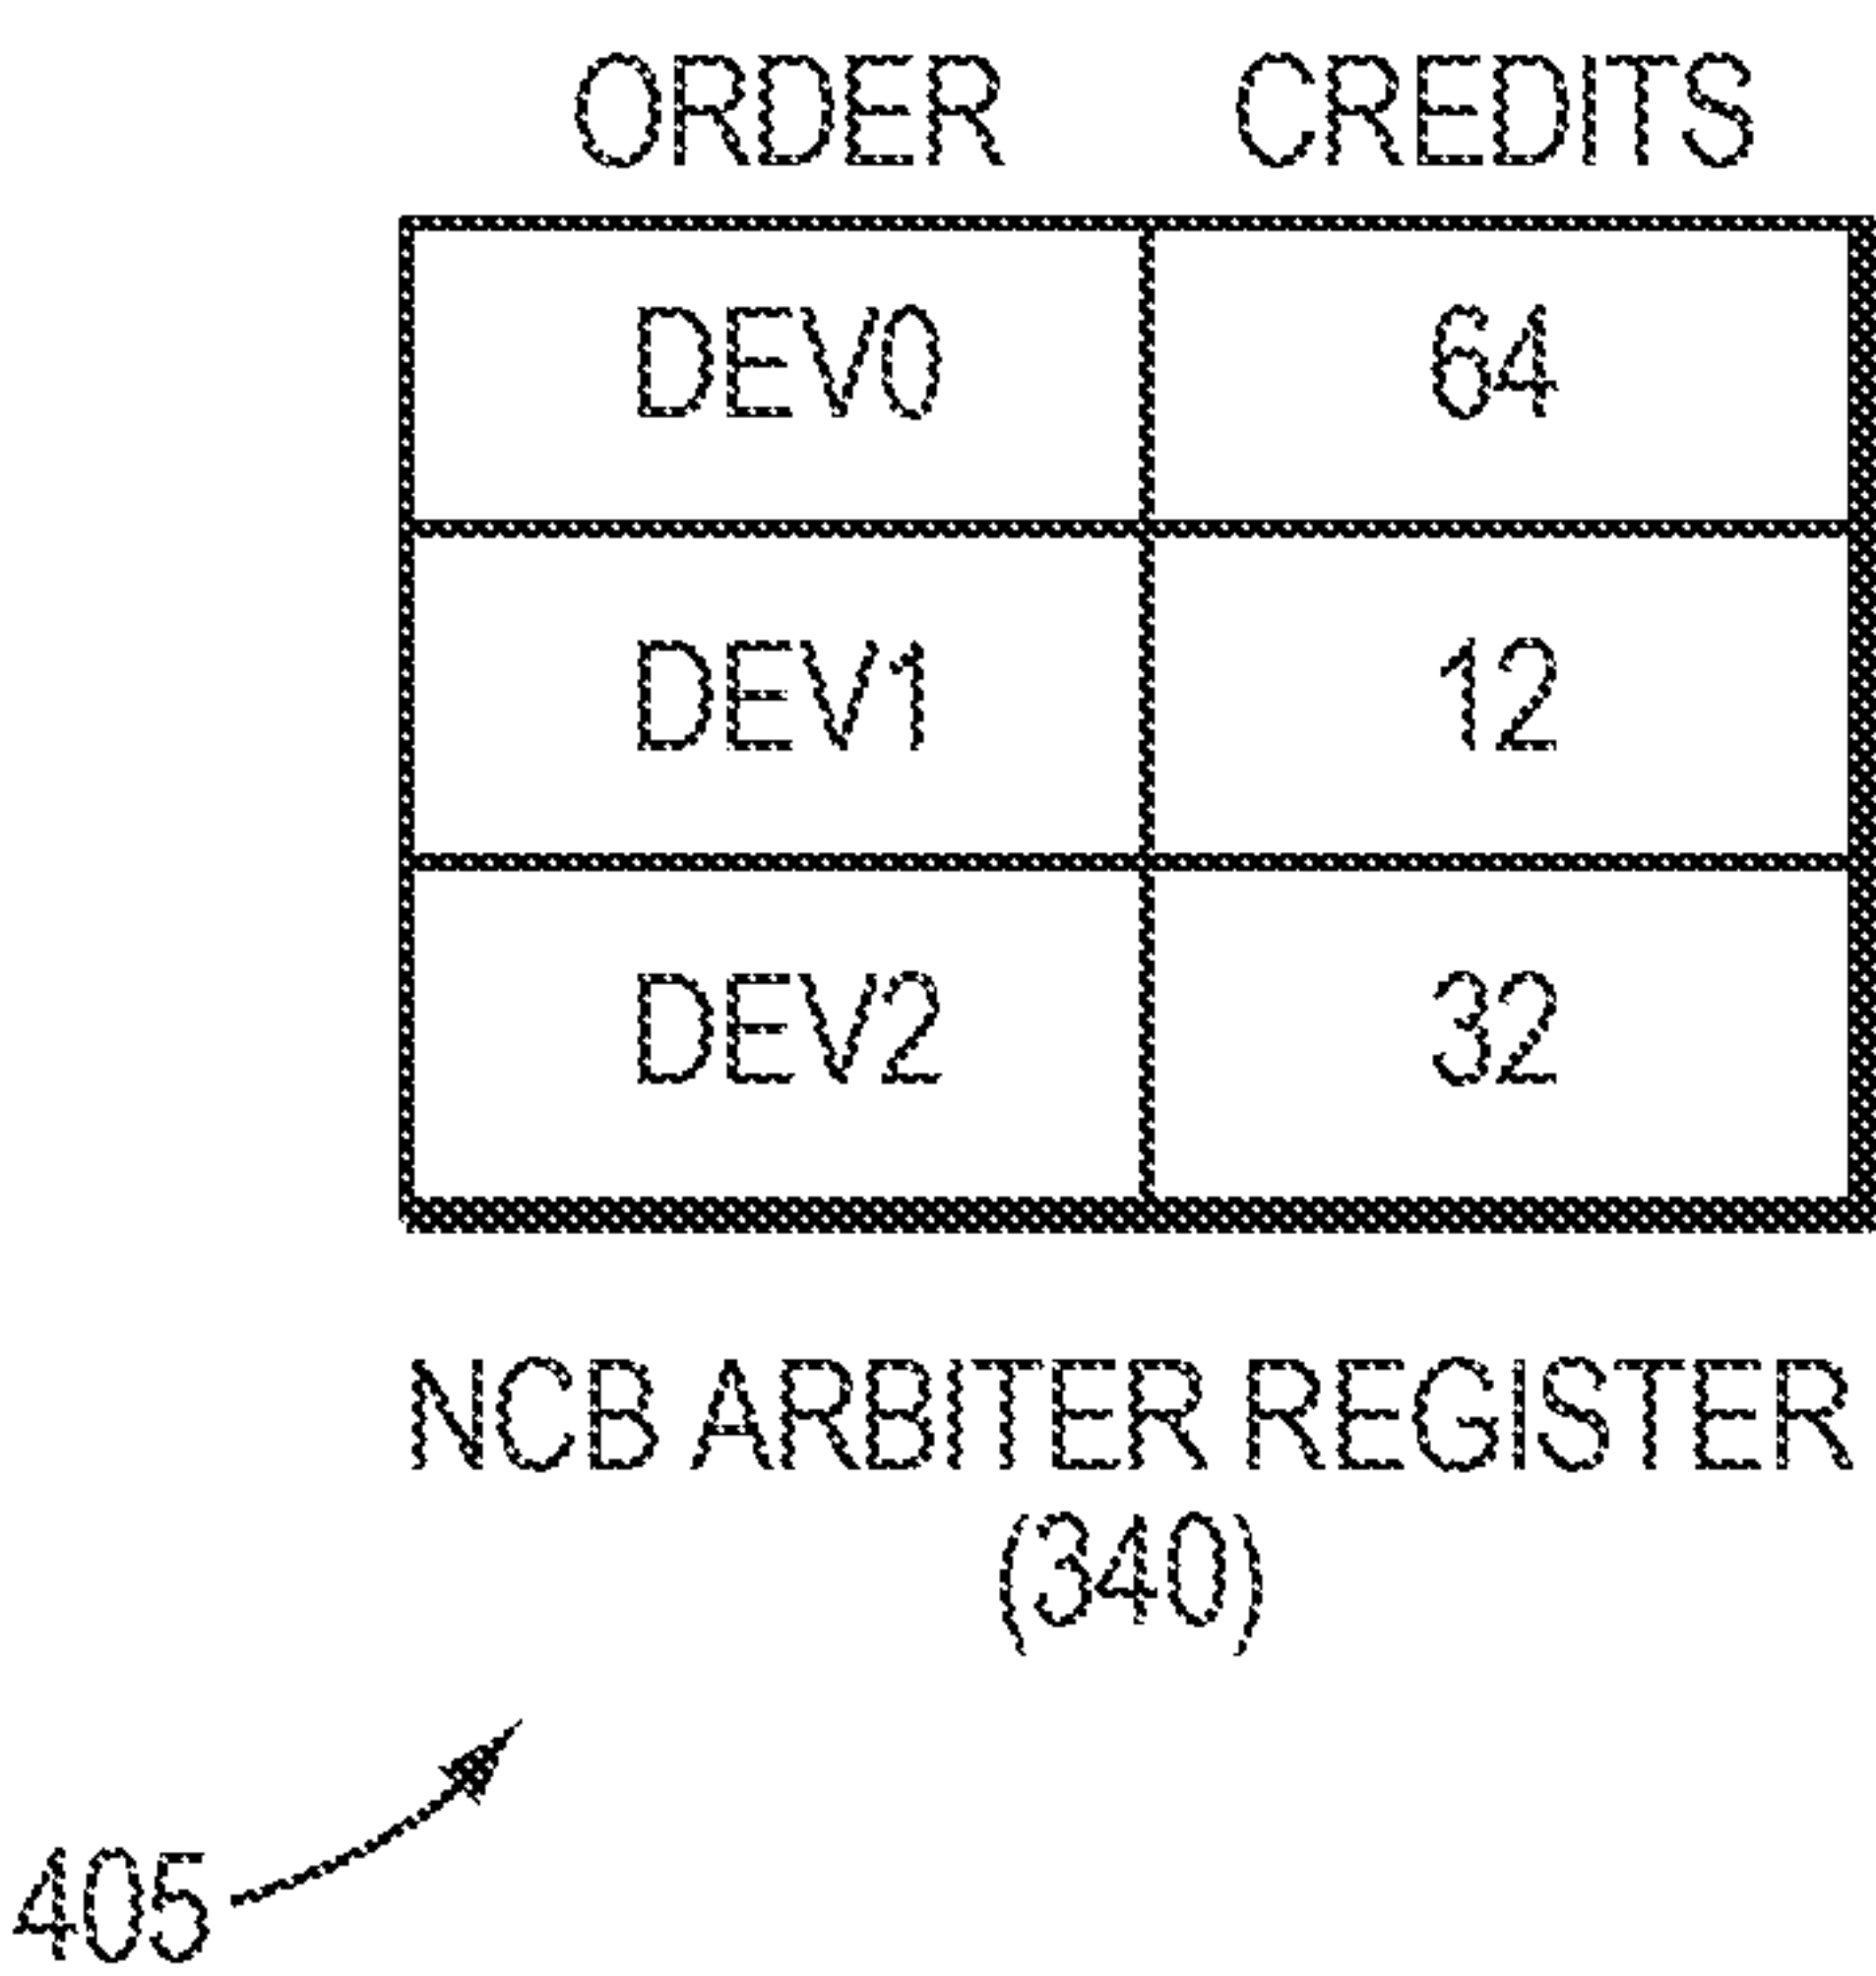 ORDER CREDITS
DEV0 64
DEV1 12
DEV2 32
NCB ARBITER REGISTER
(340)
405